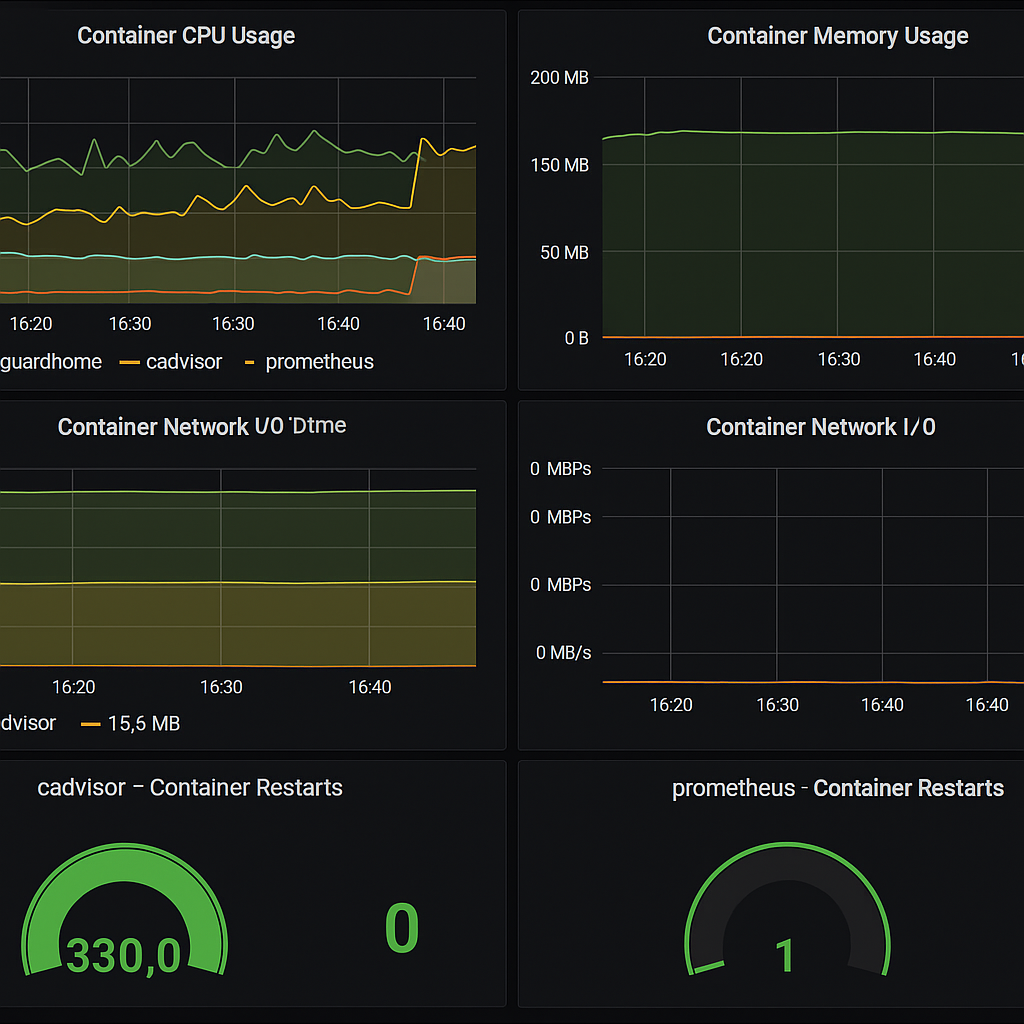 Container CPU Usage
16:20 16:30 16:30 16:40 16:40
guardhome cadvisor prometheus
Container Memory Usage
200 MB
150 MB
50 MB
0 B
16:20 16:20 16:30 16:40 16
Container Network I/O 'Dtme
16:20 16:30 16:40
dvisor 15,6 MB
Container Network I/0
0 MBPs
0 MBPs
0 MBPs
0 MB/s
16:20 16:30 16:40 16:40
cadvisor – Container Restarts
330,0
0
prometheus - Container Restarts
1